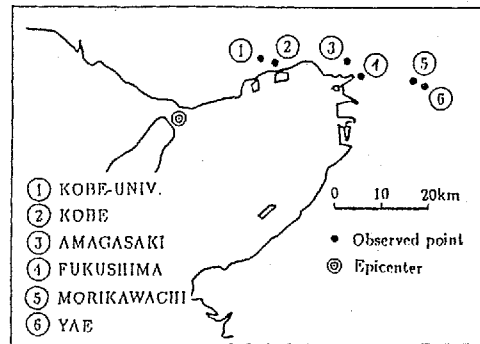 ① ② ③ ④ ⑤ ⑥
① KOBE-UNIV.
② KOBE
③ AMAGASAKI
④ FUKUSHIMA
⑤ MORIKAWACHI
⑥ YAE
0 10 20km
● Observed point
◎ Epicenter